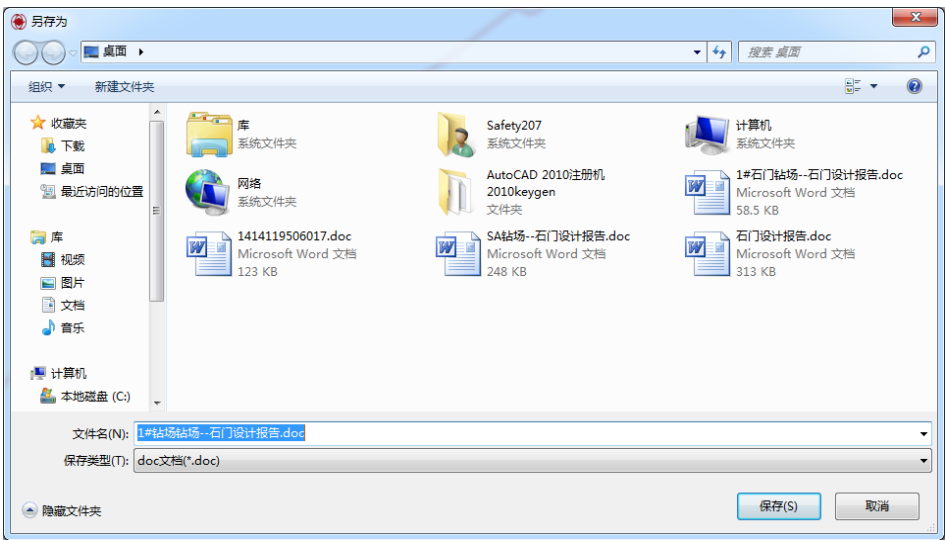 另存为
桌面
搜索 桌面
组织
新建文件夹
收藏夹
下载
桌面
最近访问的位置
库
视频
图片
文档
音乐
计算机
本地磁盘 (C:)
库
系统文件夹
Safety207
系统文件夹
计算机
系统文件夹
网络
系统文件夹
AutoCAD 2010注册机
2010keygen
文件夹
1#石门钻场--石门设计报告.doc
Microsoft Word 文档
58.5 KB
1414119506017.doc
Microsoft Word 文档
123 KB
SA钻场--石门设计报告.doc
Microsoft Word 文档
248 KB
石门设计报告.doc
Microsoft Word 文档
313 KB
文件名(N):
1#钻场钻场--石门设计报告.doc
保存类型(T):
doc文档(*.doc)
隐藏文件夹
保存(S)
取消